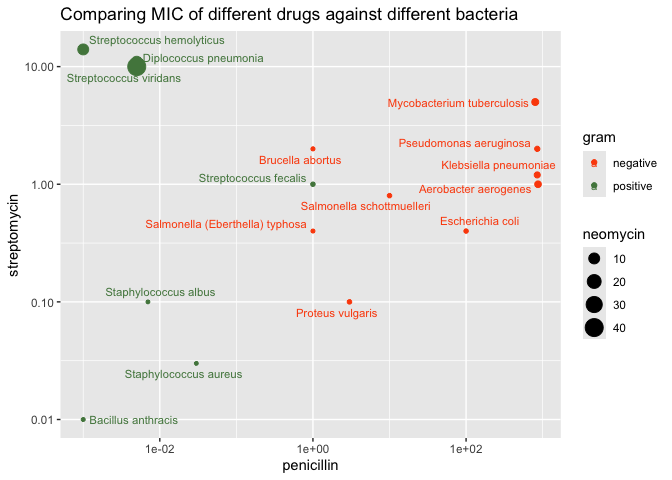 Comparing MIC of different drugs against different bacteria
Streptococcus hemolyticus
Diplococcus pneumonia
Streptococcus viridans
Mycobacterium tuberculosis
Pseudomonas aeruginosa
Brucella abortus
Klebsiella pneumoniae
Streptococcus fecalis
Aerobacter aerogenes
Salmonella schottmuelleri
Salmonella (Eberthella) typhosa
Escherichia coli
Staphylococcus albus
Proteus vulgaris
Staphylococcus aureus
Bacillus anthracis
10.00
1.00
0.10
0.01
streptomycin
1e-02
1e+00
1e+02
penicillin
gram
negative
positive
neomycin
10
20
30
40